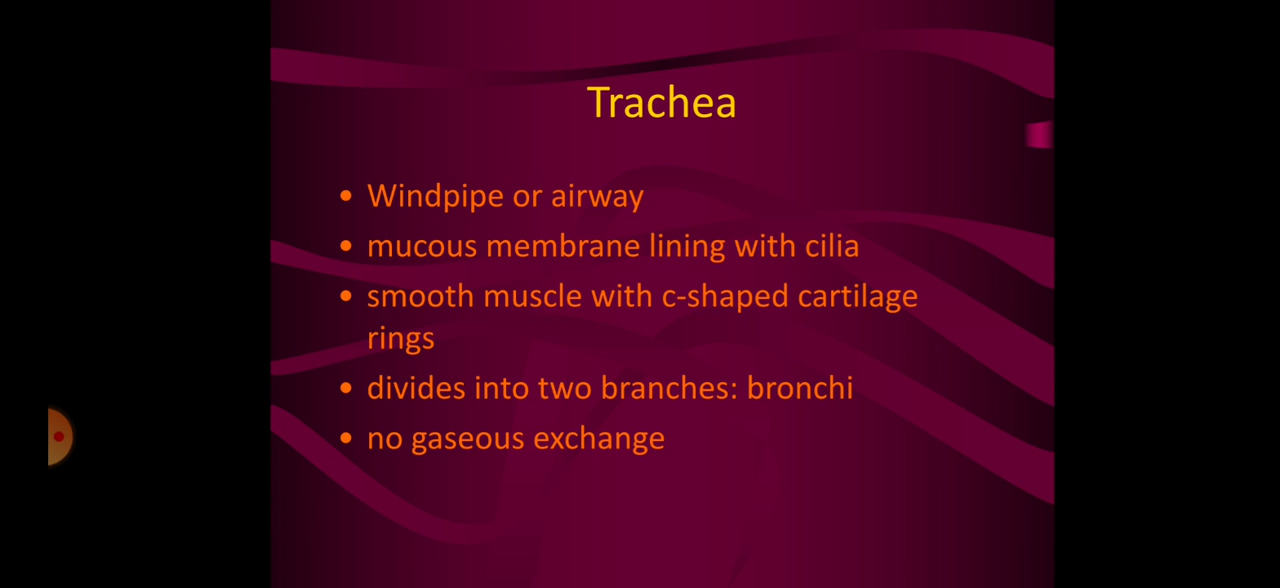 Trachea
• Windpipe or airway
• mucous membrane lining with cilia
• smooth muscle with c-shaped cartilage
rings
• divides into two branches: bronchi
• no gaseous exchange